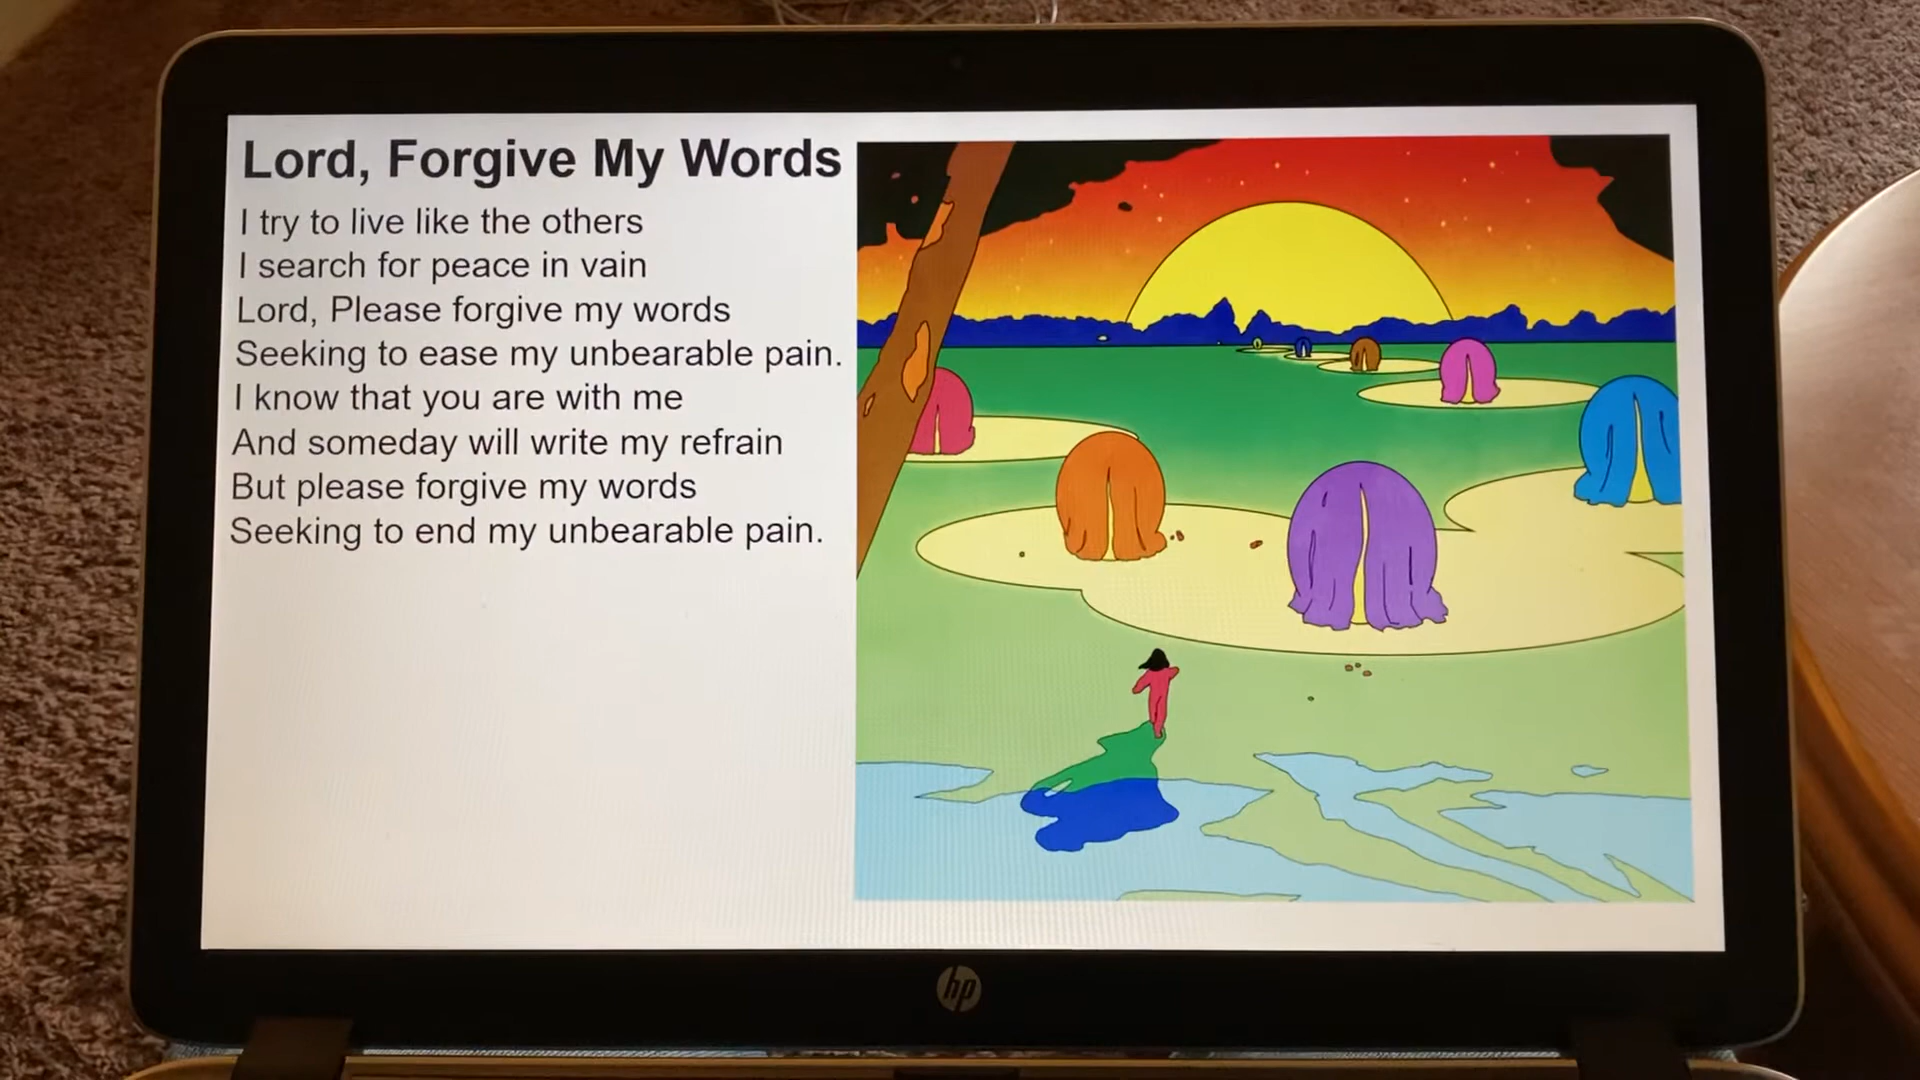 Lord, Forgive My Words
I try to live like the others
I search for peace in vain
Lord, Please forgive my words
Seeking to ease my unbearable pain.
I know that you are with me
And someday will write my refrain
But please forgive my words
Seeking to end my unbearable pain.
hp